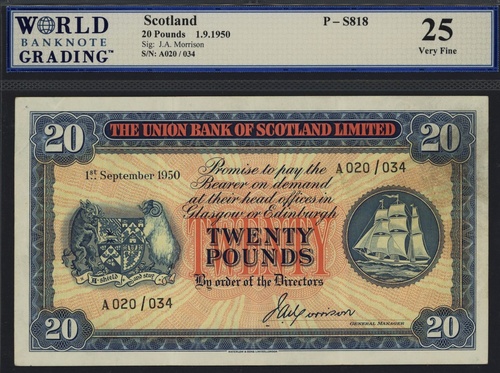 WORLD
BANKNOTE
GRADING™
Scotland
20 Pounds 1.9.1950
Sig: J.A. Morrison
S/N: A020 / 034
P – S818
25
Very Fine
20
THE UNION BANK OF SCOTLAND LIMITED
20
1ST September 1950
Promise to pay the
Bearer on demand
at their head offices in
Glasgow or Edinburgh
A 020 / 034
TWENTY
TWENTY
POUNDS
By order of the Directors
A 020 / 034
J.A. Morrison
GENERAL MANAGER
20
20